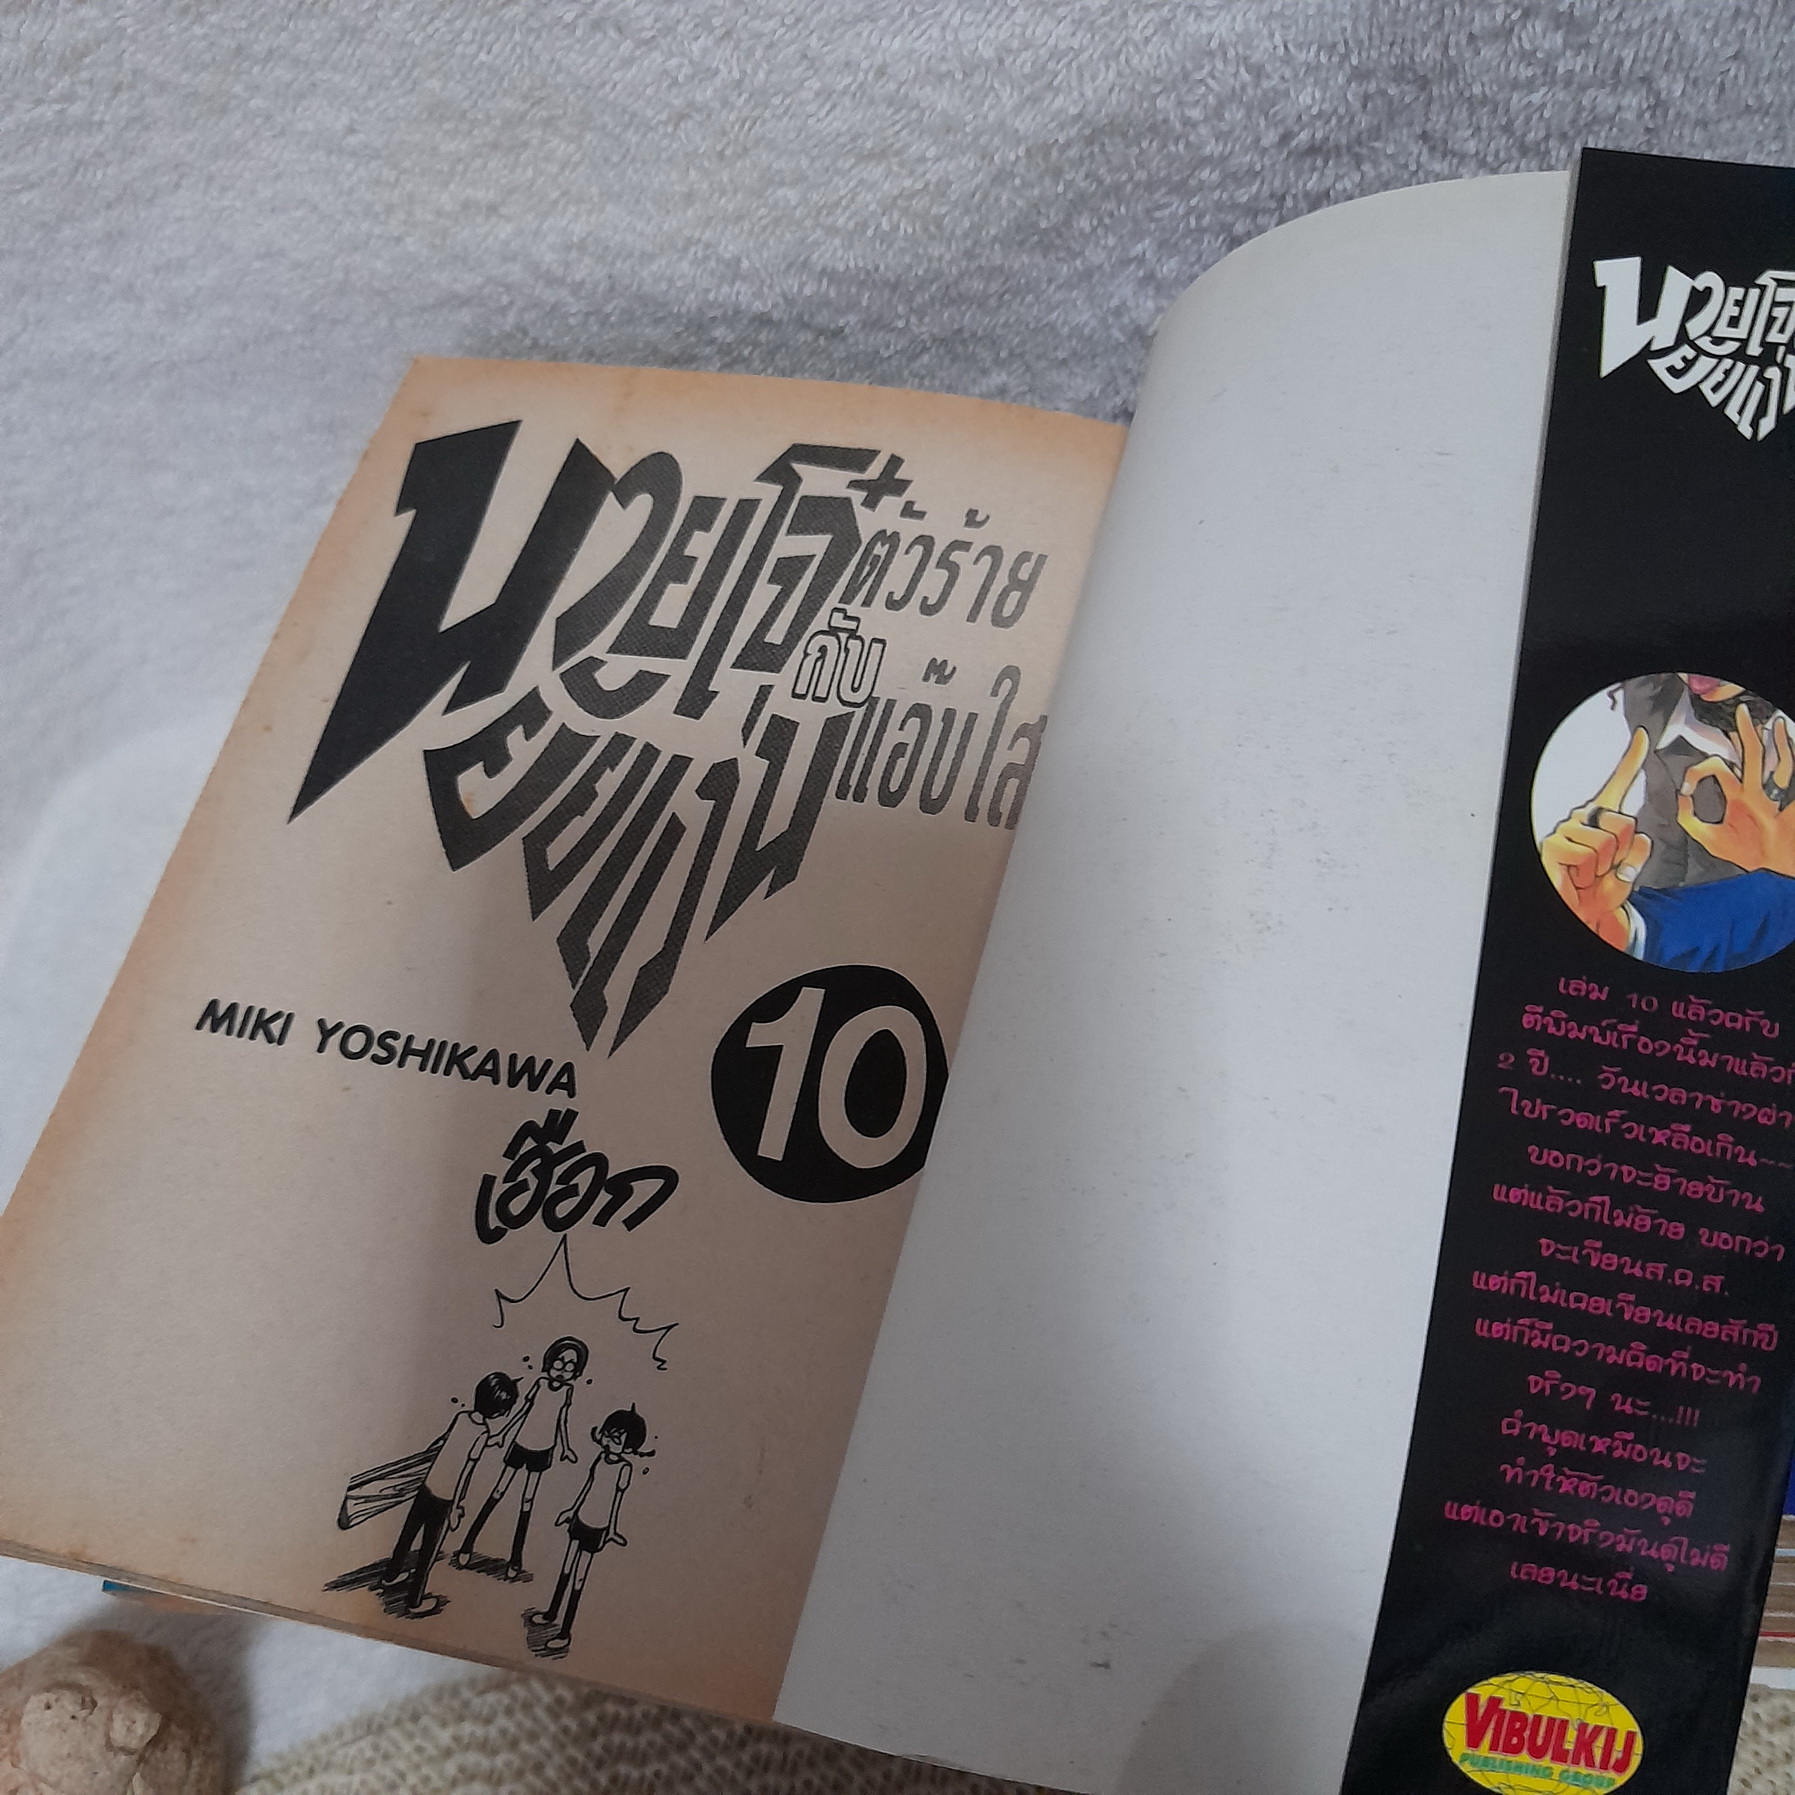 นายโจ๋ตัวร้าย
กับ
ยัยแว่นแอ๊บใส
MIKI YOSHIKAWA
10
เฮือก
นายโจ๋
ยัยแว่น
เล่ม 10 แล้วครับ
ตีพิมพ์เรื่องนี้มาแล้ว
2 ปี.... วันเวลาช่างผ่า
ไปรวดเร็วเหลือเกิน~~
บอกว่าจะย้ายบ้าน
แต่แล้วก็ไม่ย้าย บอกว่า
จะเขียนส.ค.ส.
แต่ก็ไม่เคยเขียนเลยสักปี
แต่ก็มีความคิดที่จะทำ
จริงๆ นะ...!!!
คำพูดเหมือนจะ
ทำให้ตัวเองดูดี
แต่เอาเข้าจริงมันดูไม่ดี
เลยนะเนี่ย
VIBULKIJ
PUBLISHING GROUP